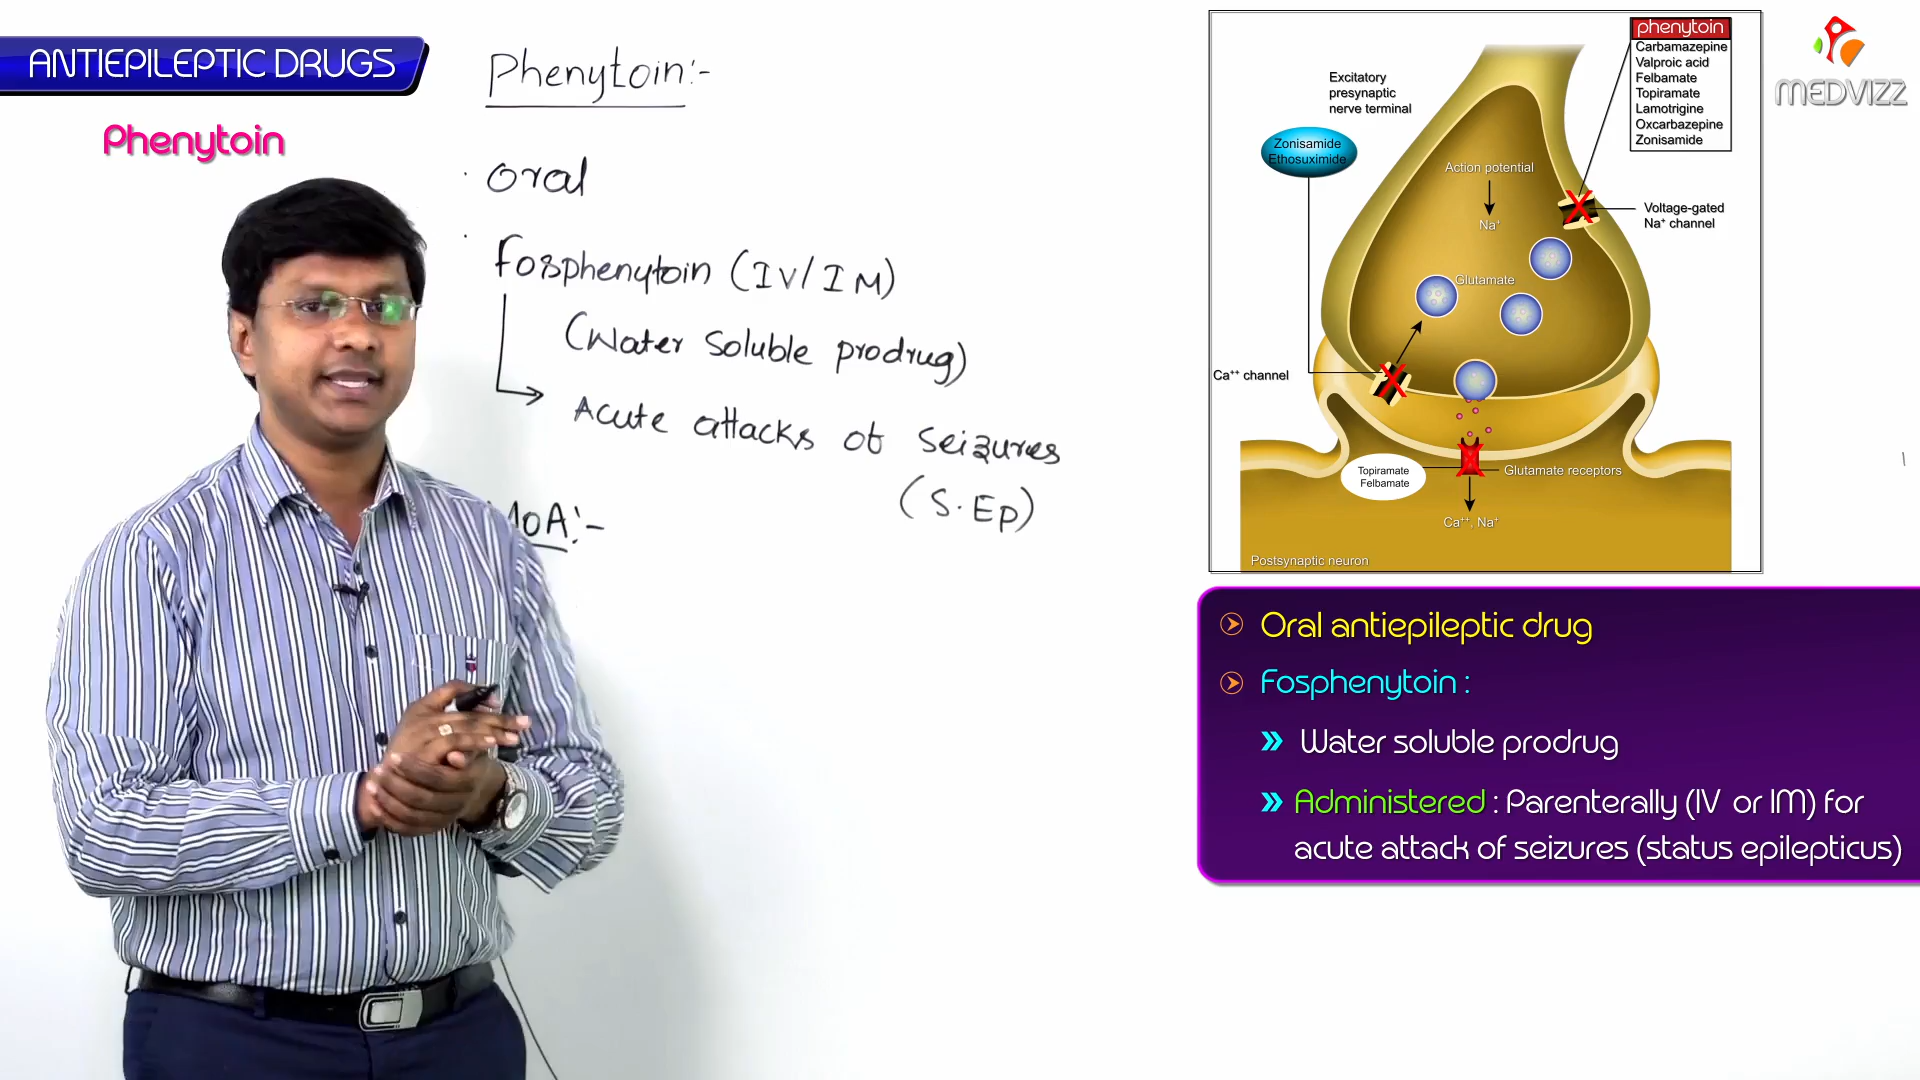 ANTIEPILEPTIC DRUGS
Phenytoin
Phenytoin:-
. Oral
. Fosphenytoin (IV/IM)
(Water Soluble prodrug)
Acute attacks of Seizures
(S.Ep)
MOA:-
phenytoin
Carbamazepine
Valproic acid
Felbamate
Topiramate
Lamotrigine
Oxcarbazepine
Zonisamide
Excitatory
presynaptic
nerve terminal
Zonisamide
Ethosuximide
Action potential
Na⁺
Voltage-gated
Na⁺ channel
Glutamate
Ca⁺⁺ channel
Topiramate
Felbamate
Glutamate receptors
Ca⁺⁺, Na⁺
Postsynaptic neuron
MEDVIZZ
Oral antiepileptic drug
Fosphenytoin :
Water soluble prodrug
Administered : Parenterally (IV or IM) for
acute attack of seizures (status epilepticus)